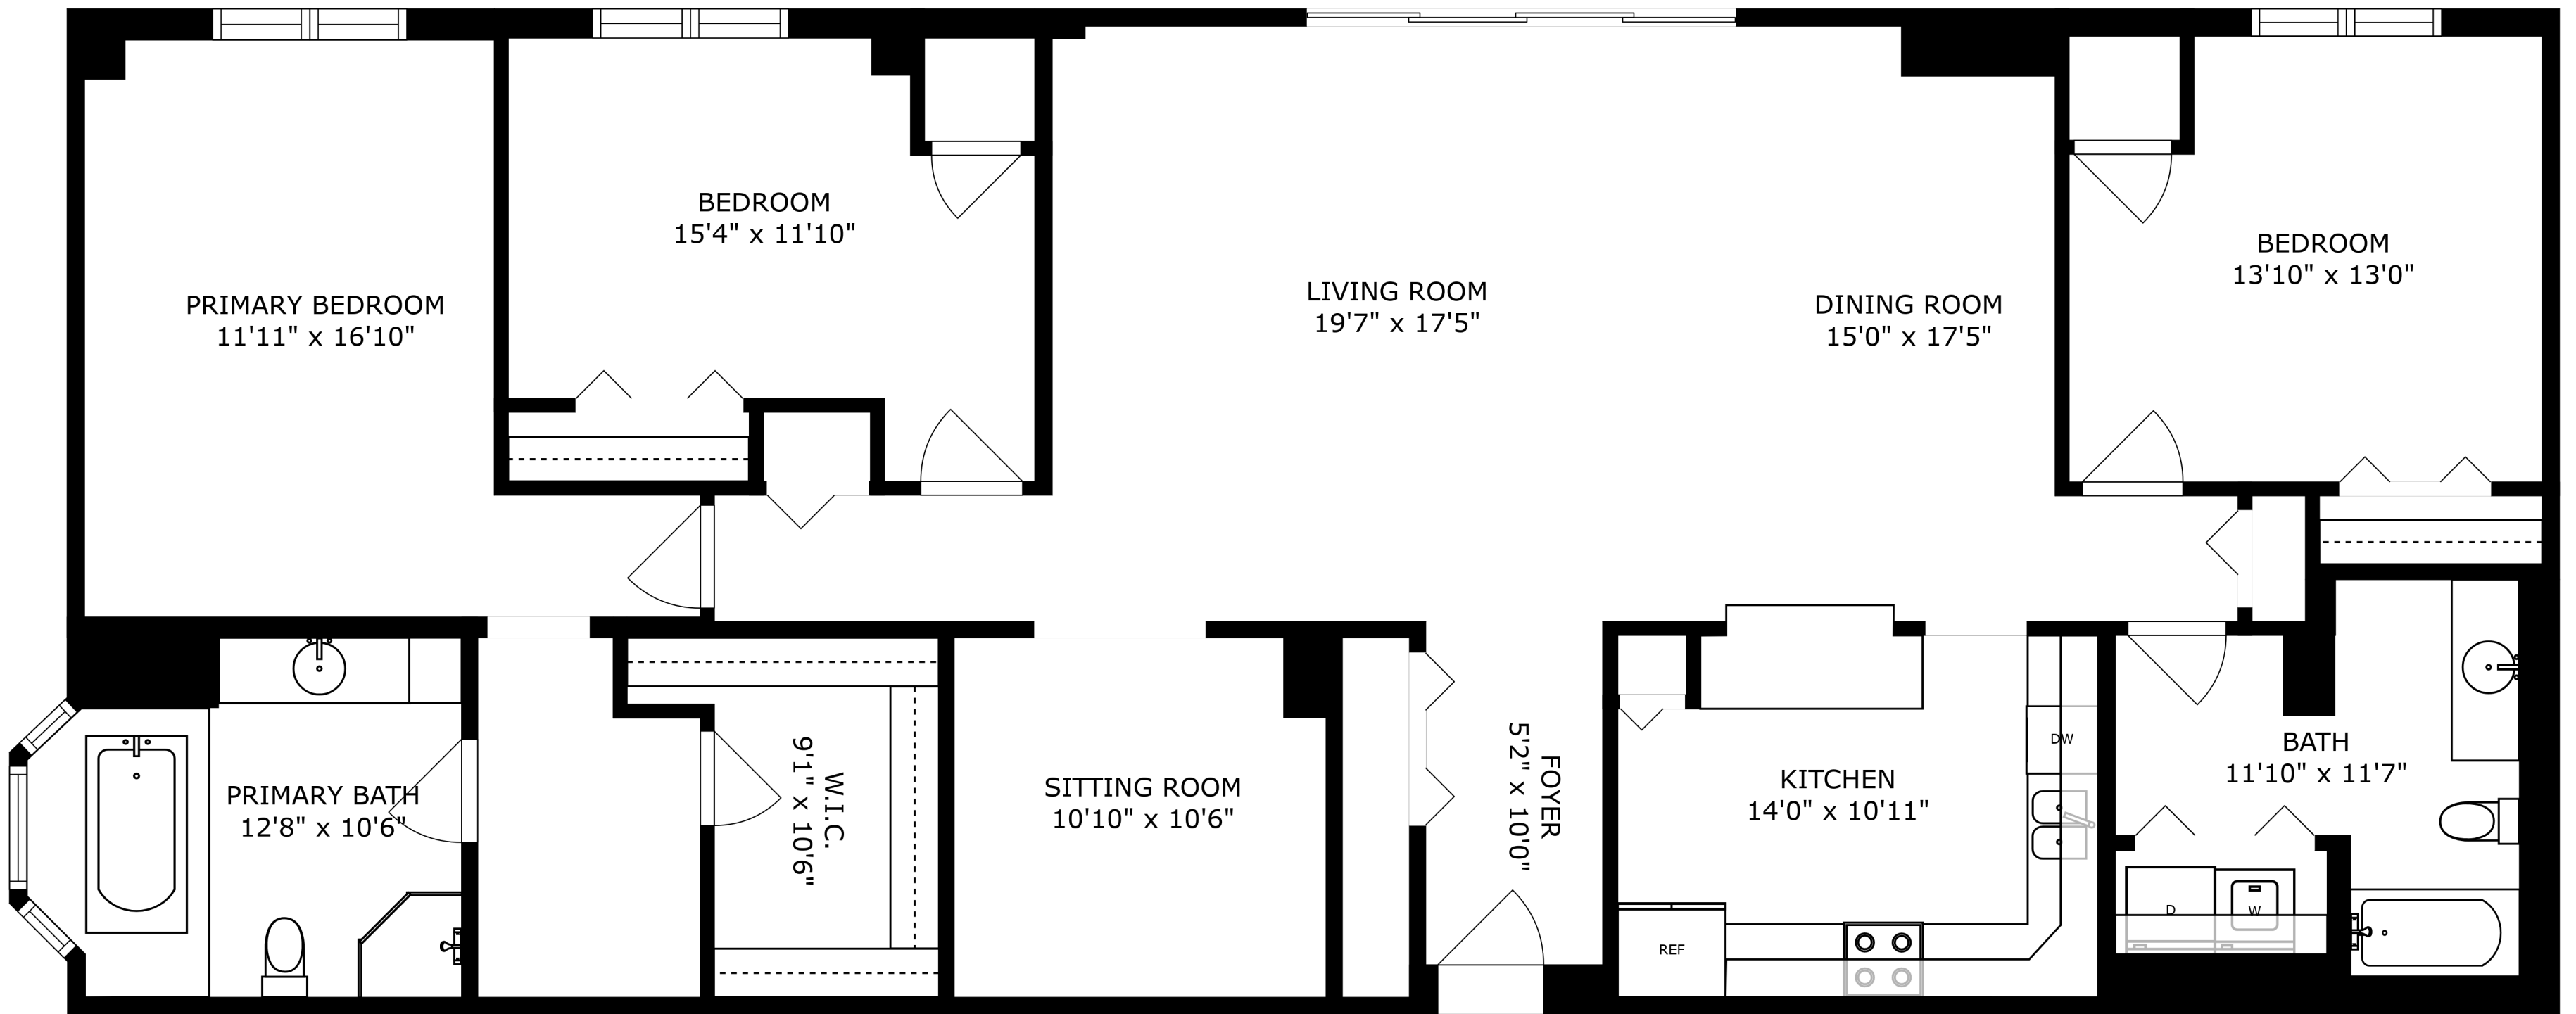 BEDROOM
15'4" x 11'10"
BEDROOM
13'10" x 13'0"
PRIMARY BEDROOM
11'11" x 16'10"
LIVING ROOM
19'7" x 17'5"
DINING ROOM
15'0" x 17'5"
PRIMARY BATH
12'8" x 10'6"
W.I.C.
9'1" x 10'6"
SITTING ROOM
10'10" x 10'6"
FOYER
5'2" x 10'0"
KITCHEN
14'0" x 10'11"
DW
REF
BATH
11'10" x 11'7"
D
W